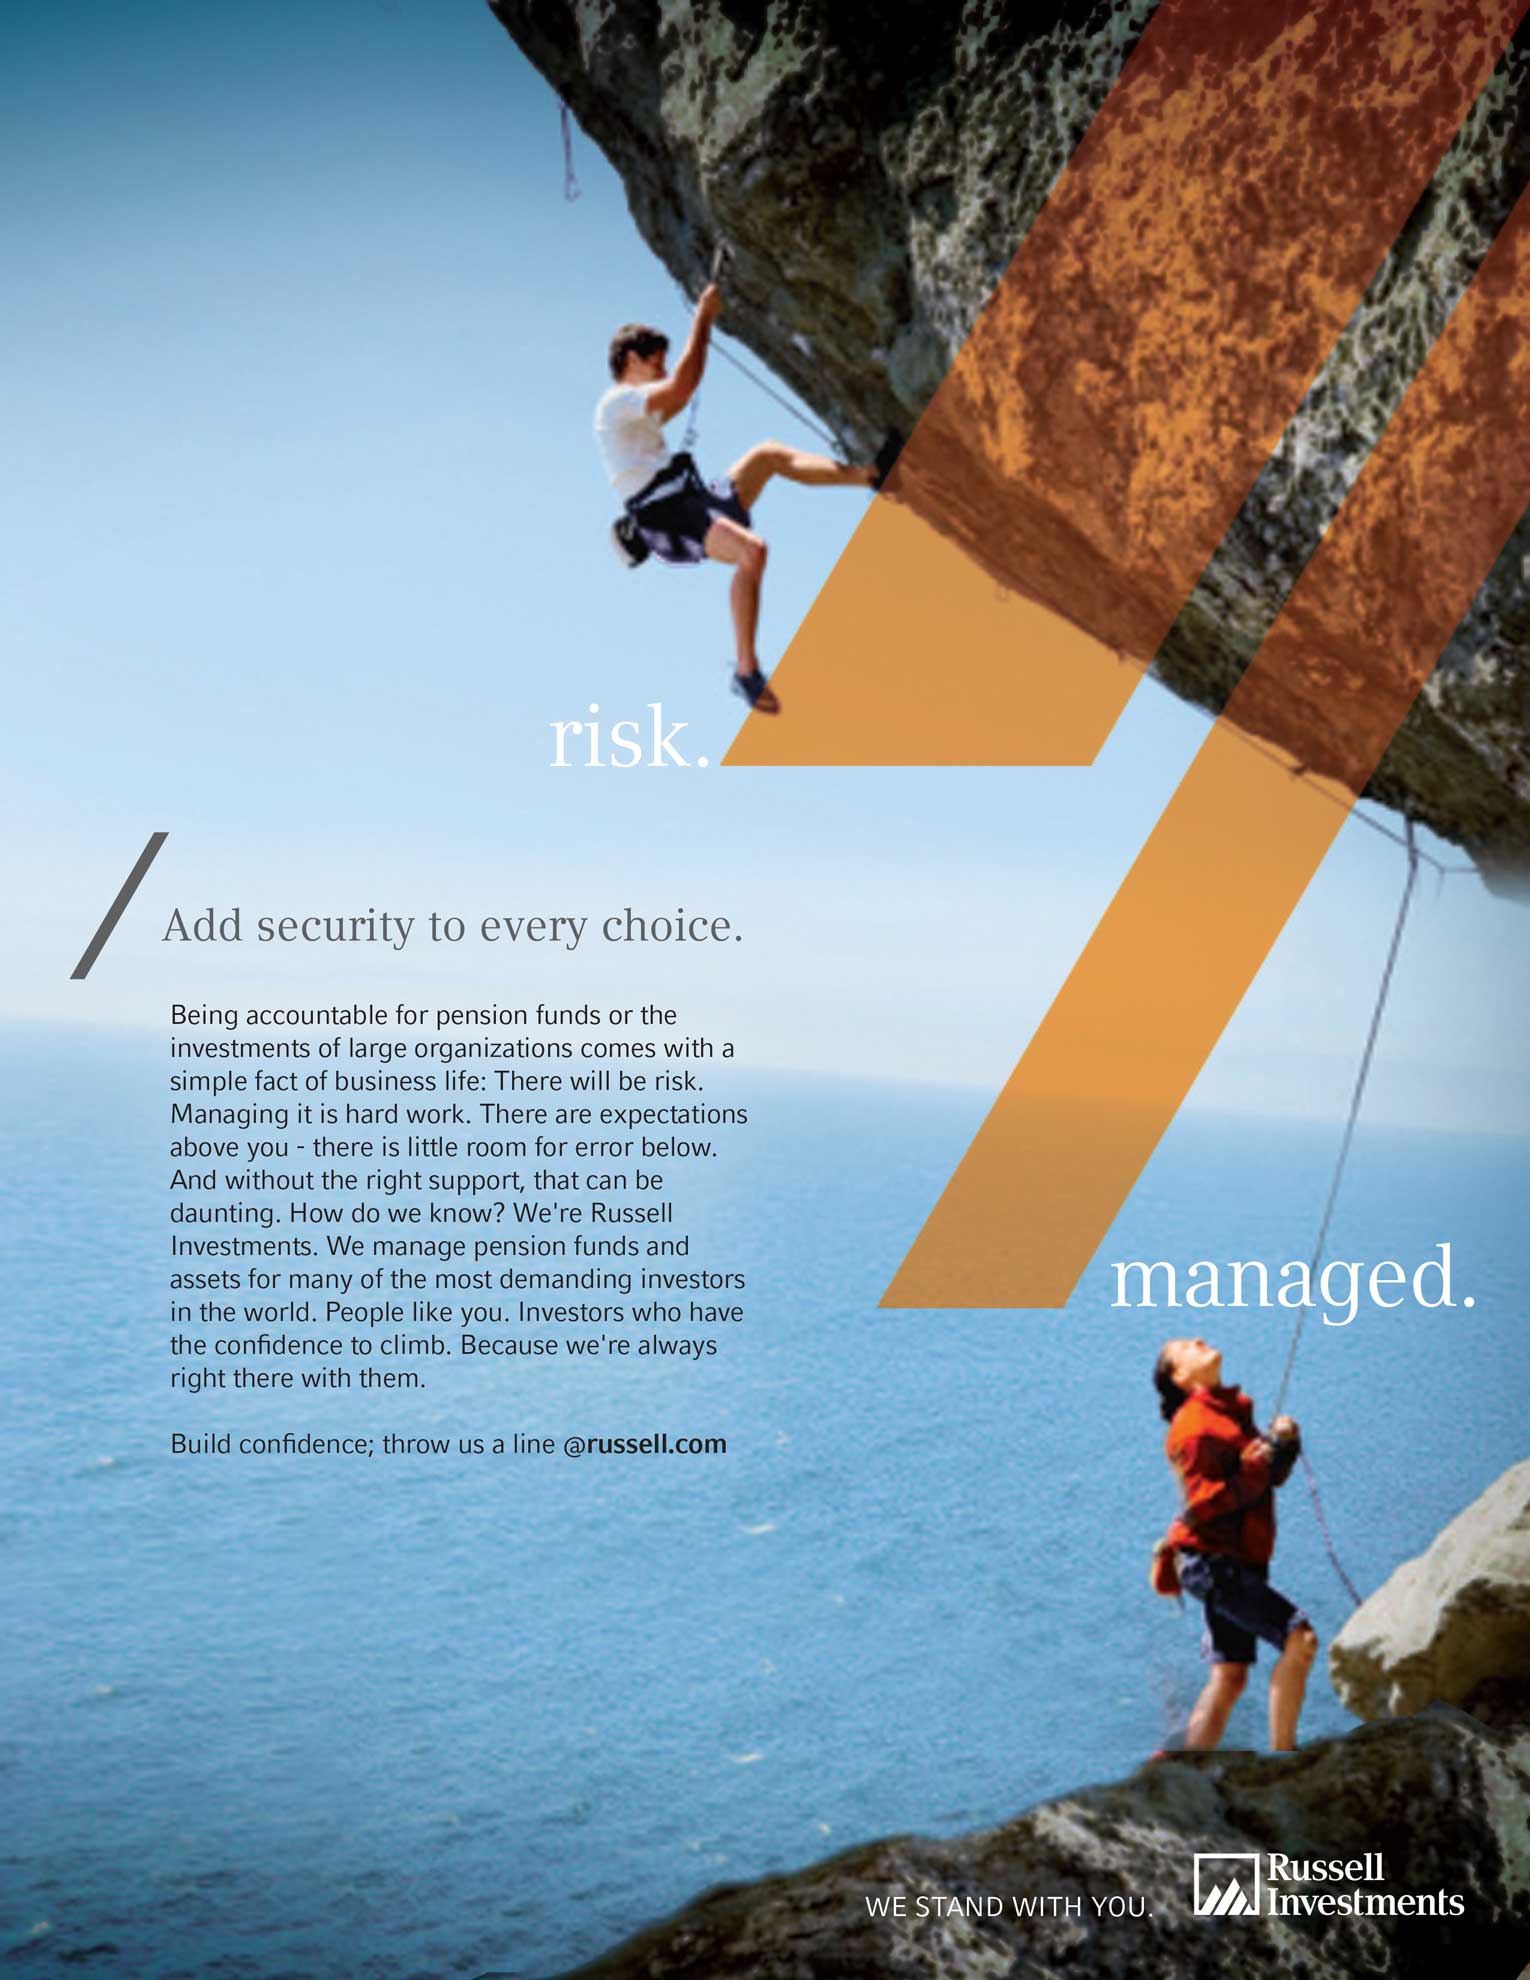 risk.
Add security to every choice.
Being accountable for pension funds or the
investments of large organizations comes with a
simple fact of business life: There will be risk.
Managing it is hard work. There are expectations
above you - there is little room for error below.
And without the right support, that can be
daunting. How do we know? We're Russell
Investments. We manage pension funds and
assets for many of the most demanding investors
in the world. People like you. Investors who have
the confidence to climb. Because we're always
right there with them.
Build confidence; throw us a line @russell.com
managed.
WE STAND WITH YOU.
Russell
Investments